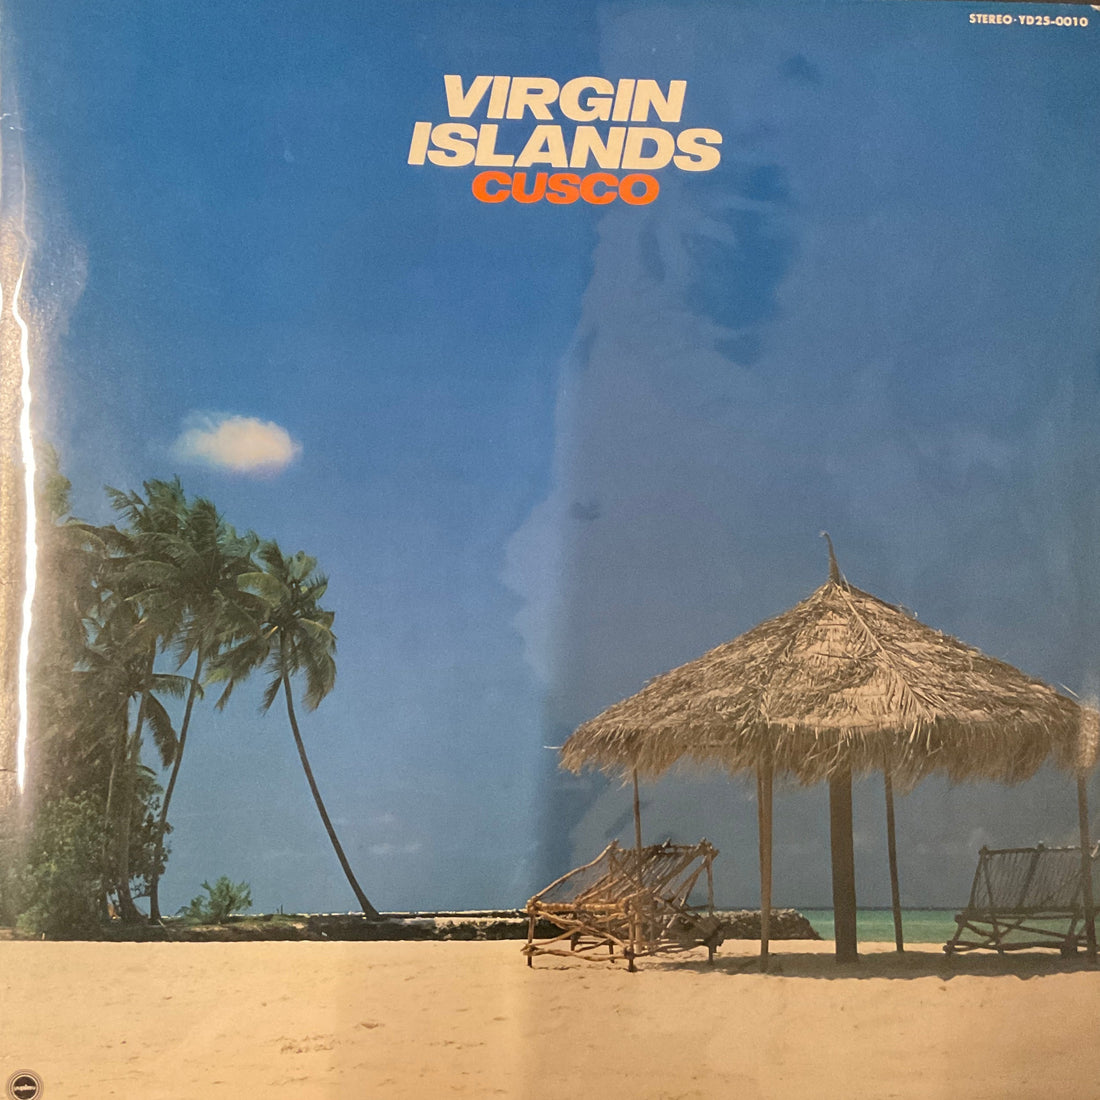 STEREO·YD25-0010
VIRGIN
ISLANDS
CUSCO